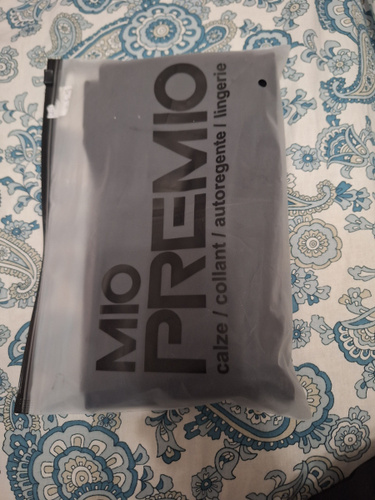 MIO
PREMIO
calze / collant / autoregente / lingerie